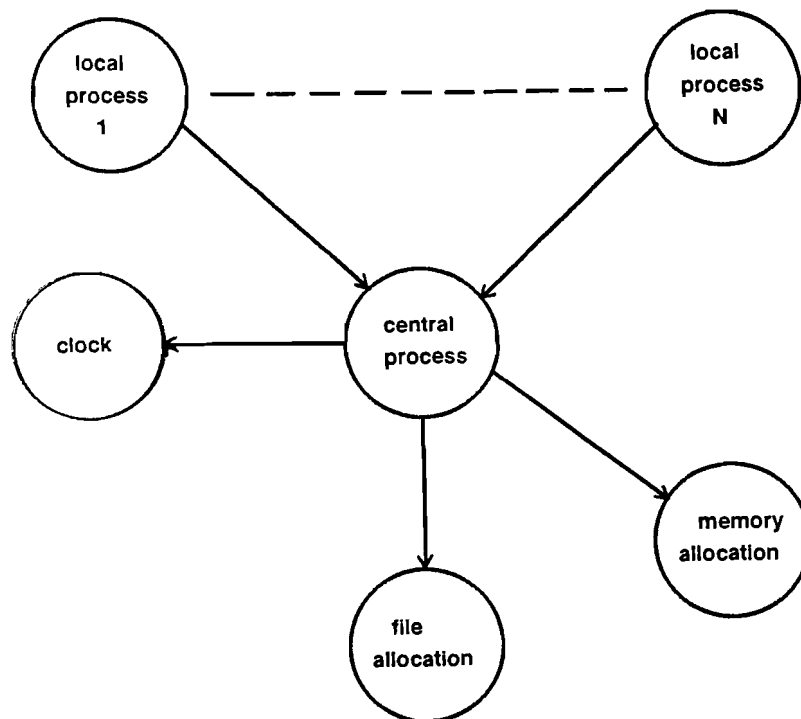 local
process
1
local
process
N
clock
central
process
memory
allocation
file
allocation